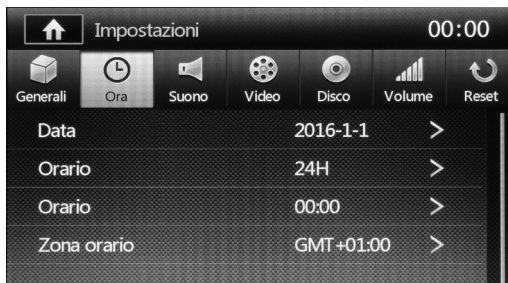 Impostazioni 00:00
Generali Ora Suono Video Disco Volume Reset
Data 2016-1-1 >
Orario 24H >
Orario 00:00 >
Zona orario GMT+01:00 >